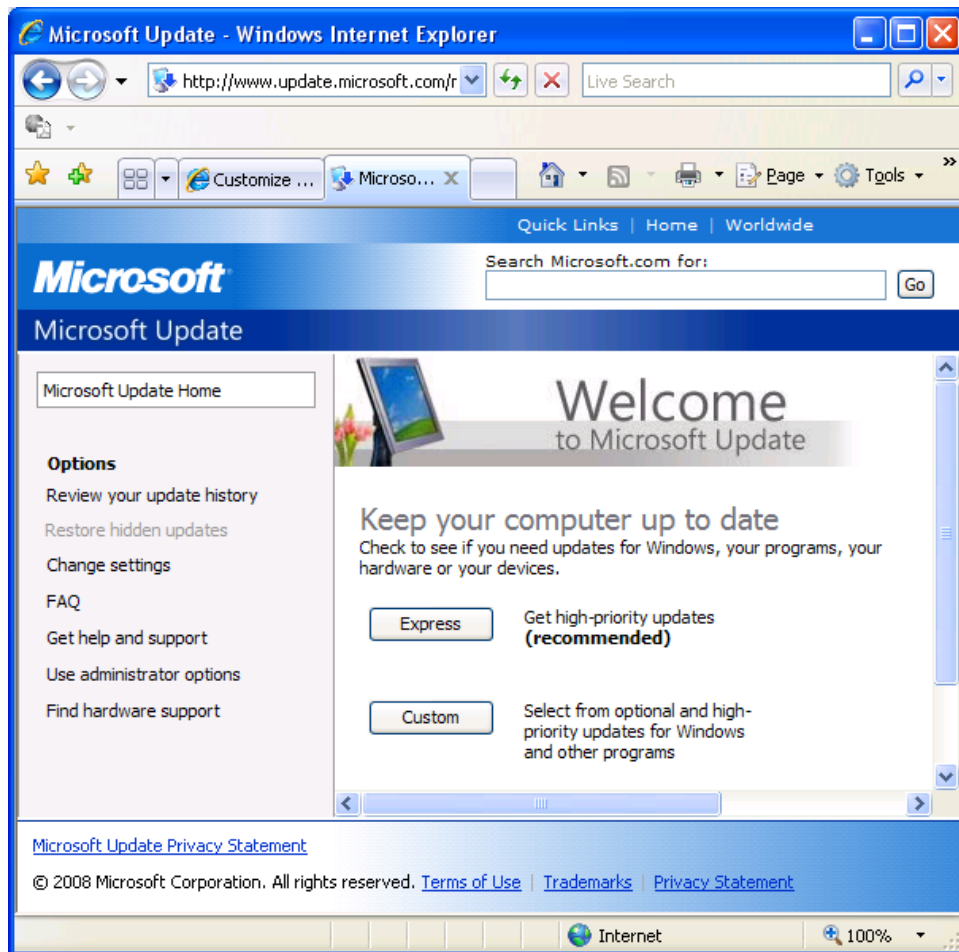 Microsoft Update - Windows Internet Explorer
http://www.update.microsoft.com/r
Live Search
Customize ...
Microso...
Page
Tools
Quick Links | Home | Worldwide
Microsoft
Search Microsoft.com for:
Go
Microsoft Update
Microsoft Update Home
Options
Review your update history
Restore hidden updates
Change settings
FAQ
Get help and support
Use administrator options
Find hardware support
Welcome
to Microsoft Update
Keep your computer up to date
Check to see if you need updates for Windows, your programs, your
hardware or your devices.
Express
Get high-priority updates
(recommended)
Custom
Select from optional and high-
priority updates for Windows
and other programs
Microsoft Update Privacy Statement
© 2008 Microsoft Corporation. All rights reserved. Terms of Use | Trademarks | Privacy Statement
Internet
100%